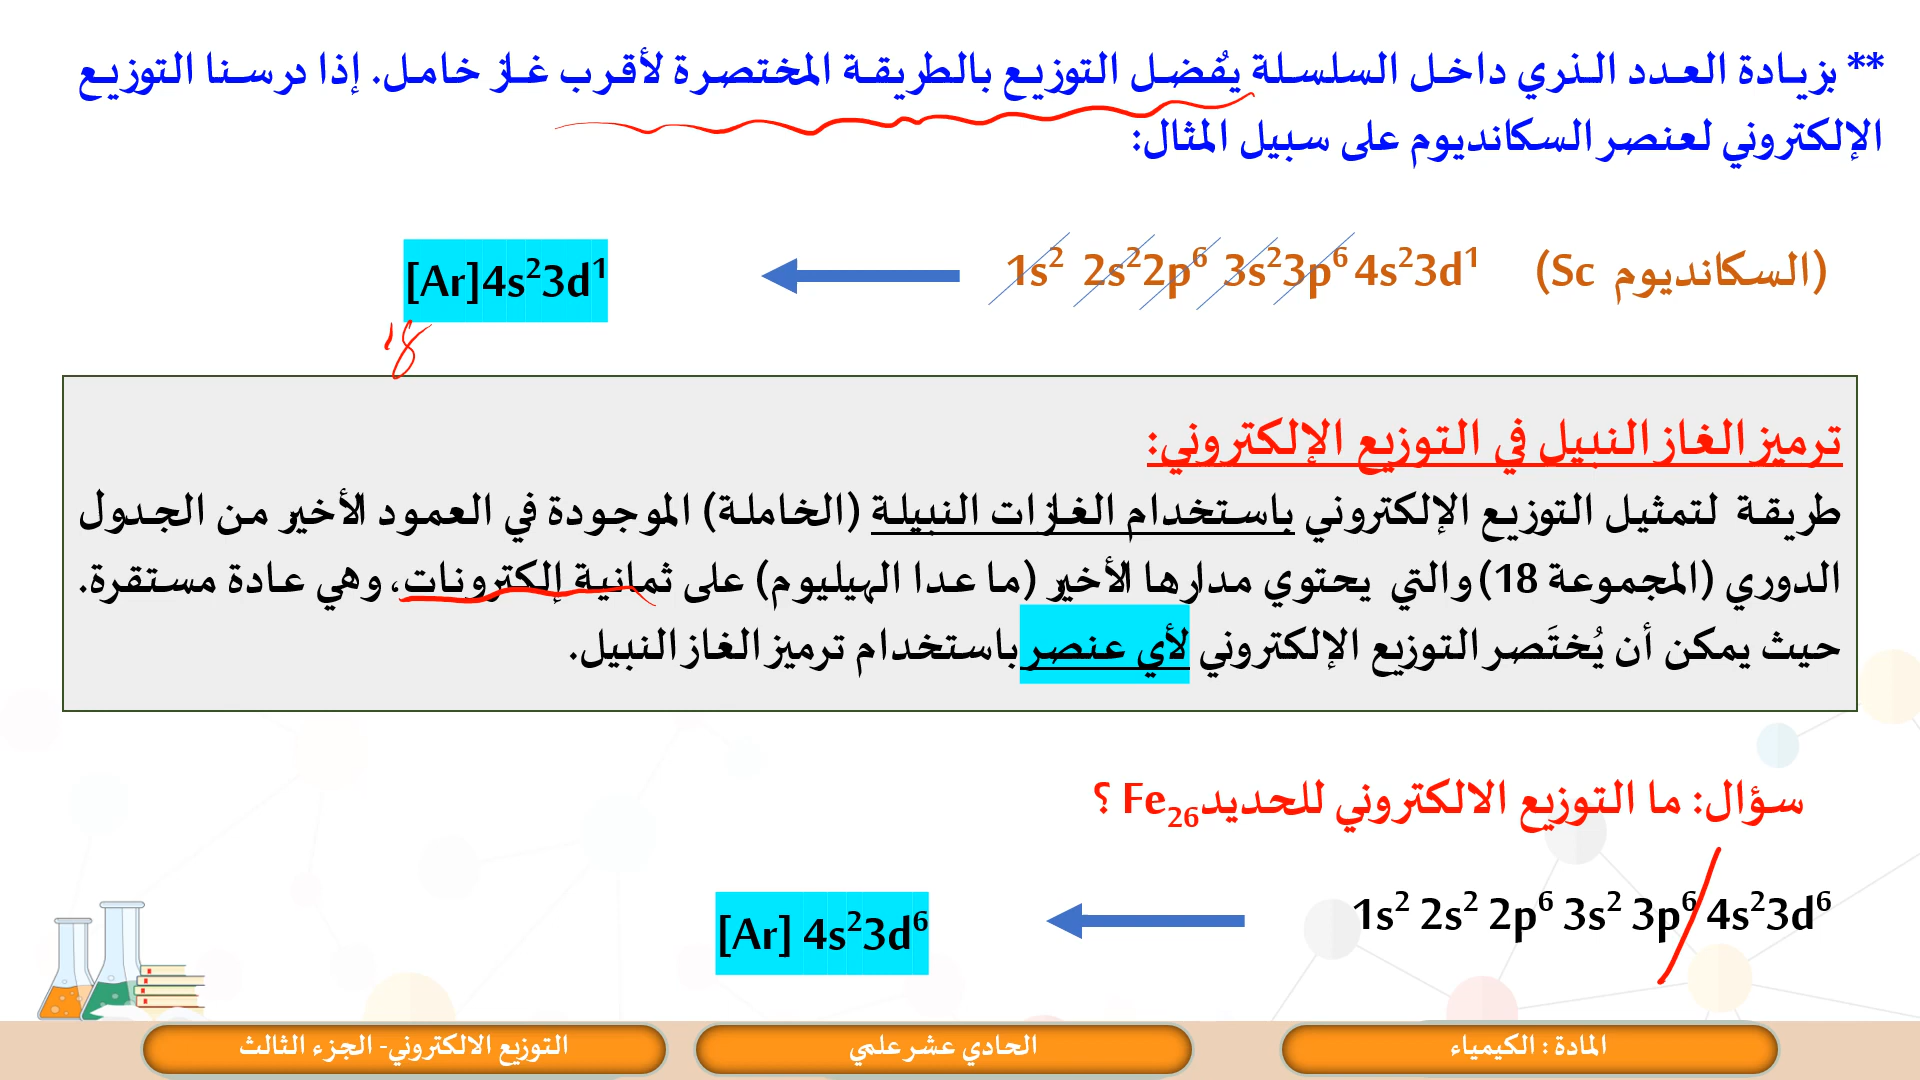 ** بزيادة العدد الذري داخل السلسلة يُفضل التوزيع بالطريقة المختصرة لأقرب غاز خامل. إذا درسنا التوزيع
الإلكتروني لعنصر السكانديوم على سبيل المثال:
(السكانديوم Sc) 1s² 2s²2p⁶ 3s²3p⁶ 4s²3d¹
[Ar]4s²3d¹
18
ترميز الغاز النبيل في التوزيع الإلكتروني:
طريقة لتمثيل التوزيع الإلكتروني باستخدام الغازات النبيلة (الخاملة) الموجودة في العمود الأخير من الجدول
الدوري (المجموعة 18) والتي يحتوي مدارها الأخير (ما عدا الهيليوم) على ثمانية إلكترونات، وهي عادة مستقرة.
حيث يمكن أن يُختَصر التوزيع الإلكتروني لأي عنصر باستخدام ترميز الغاز النبيل.
سؤال: ما التوزيع الالكتروني للحديد Fe₂₆ ؟
1s² 2s² 2p⁶ 3s² 3p⁶ 4s²3d⁶
[Ar] 4s²3d⁶
المادة : الكيمياء
الحادي عشر علمي
التوزيع الالكتروني- الجزء الثالث